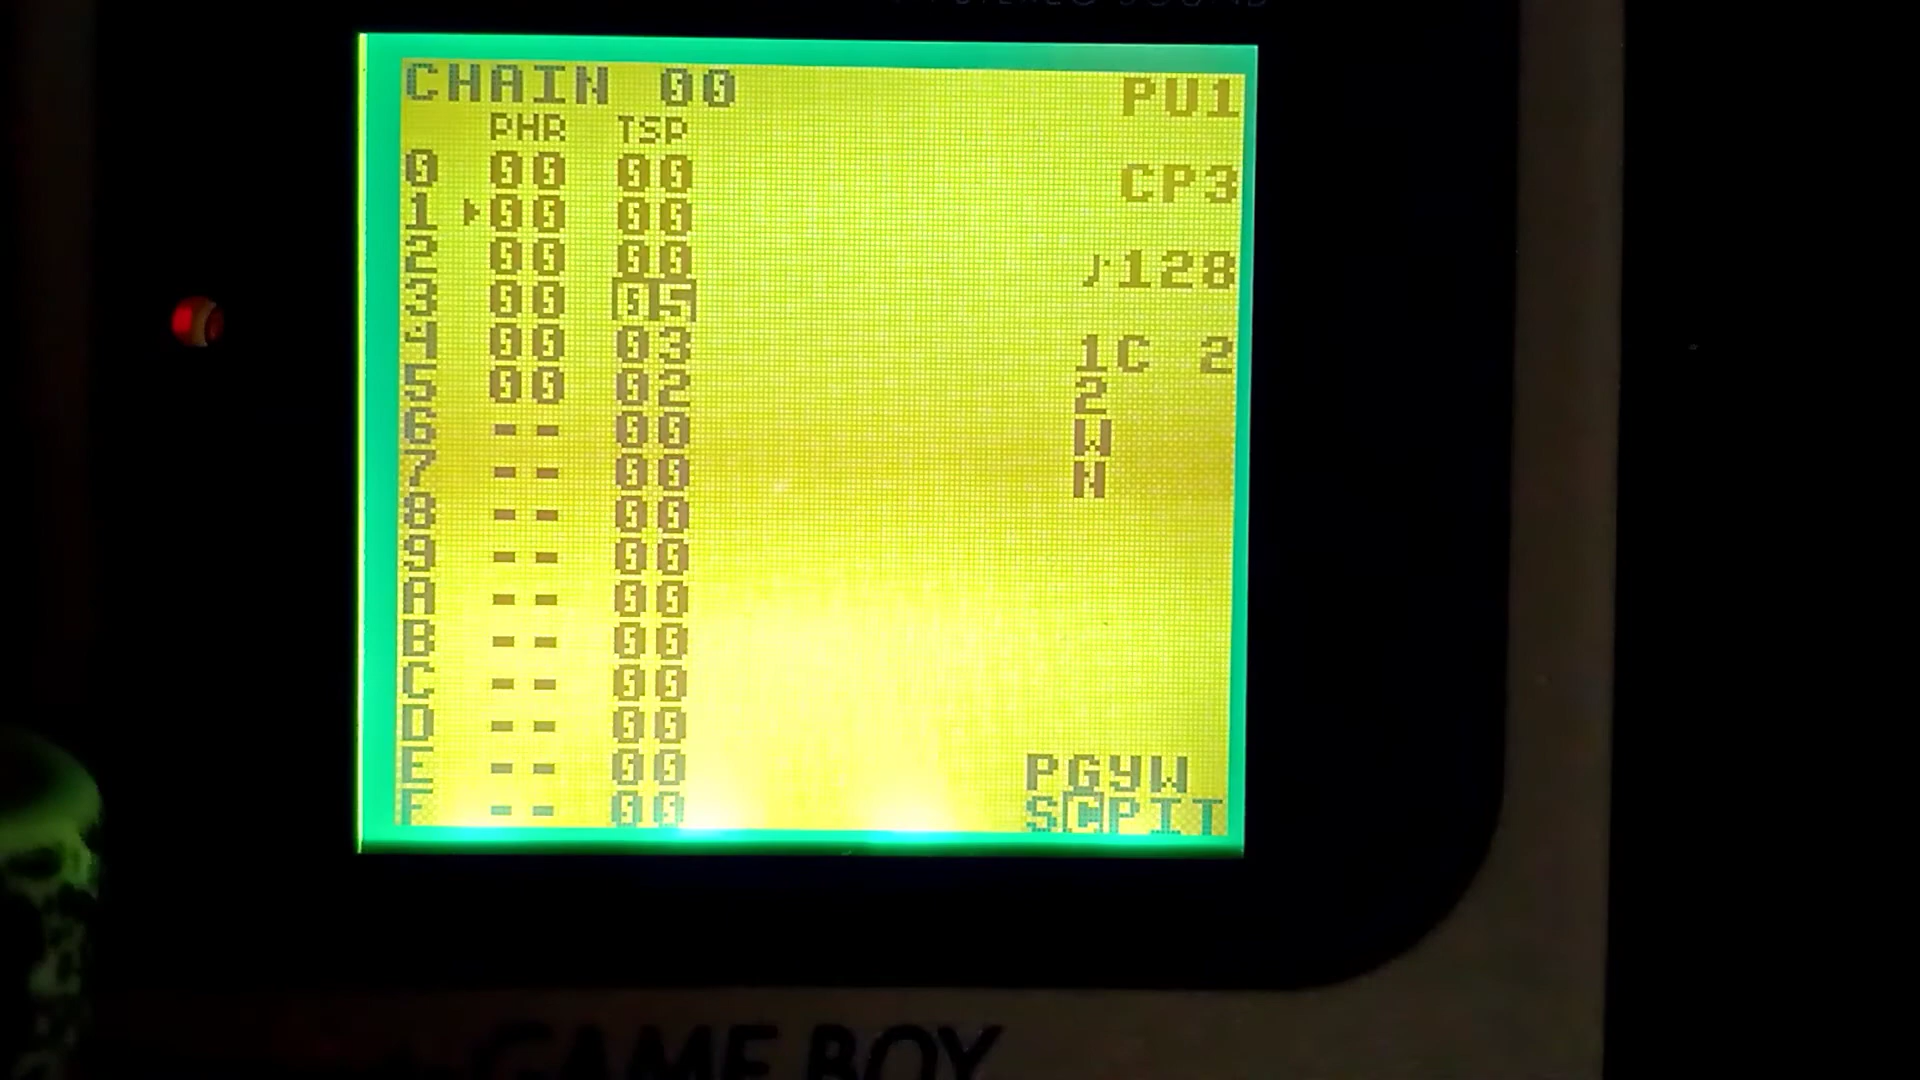 STEREO SOUND
CHAIN 00 PU1
PHR TSP
0 00 00 CP3
1 00 00
2 00 00 ♪128
3 00 05
4 00 03 1C 2
5 00 02 2
6 -- 00 W
7 -- 00 N
8 -- 00
9 -- 00
A -- 00
B -- 00
C -- 00
D -- 00
E -- 00 PGYW
F -- 00 SCPIT
GAME BOY